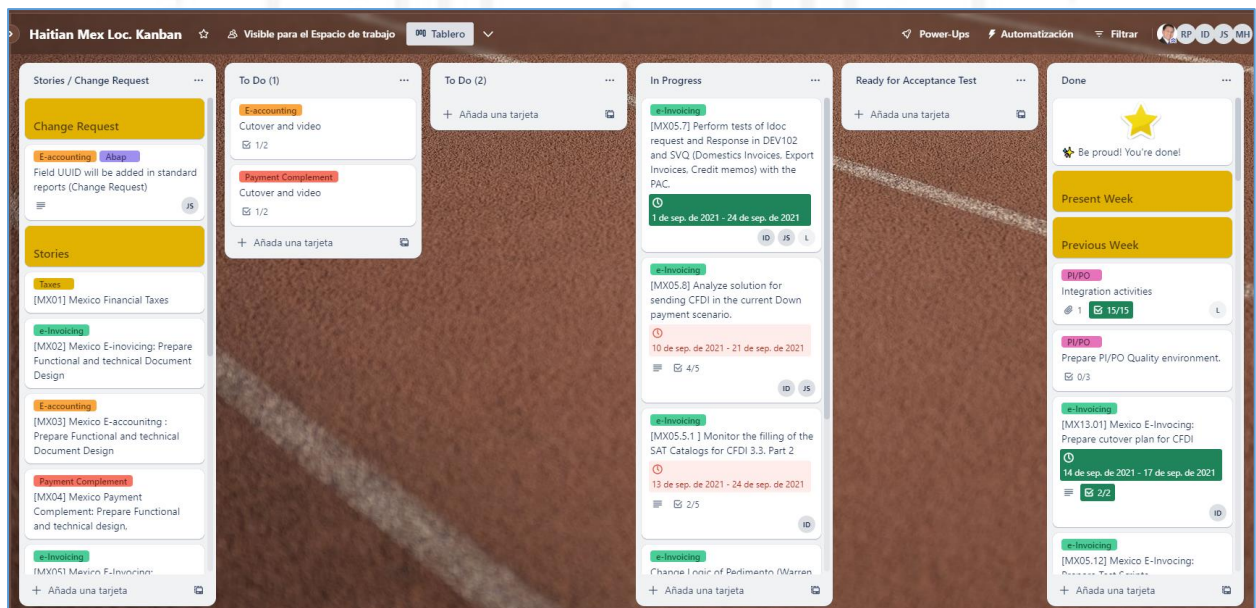 Haitian Mex Loc. Kanban
Visible para el Espacio de trabajo
Tablero
Power-Ups
Automatización
Filtrar
RP
ID
JS
MH
Stories / Change Request
Change Request
E-accounting
Abap
Field UUID will be added in standard
reports (Change Request)
JS
Stories
Taxes
[MX01] Mexico Financial Taxes
e-Invoicing
[MX02] Mexico E-inovicing: Prepare
Functional and technical Document
Design
E-accounting
[MX03] Mexico E-accounitng :
Prepare Functional and technical
Document Design
Payment Complement
[MX04] Mexico Payment
Complement: Prepare Functional
and technical design,
e-Invoicing
[MX05] Mexico E-Invocing:
+ Añada una tarjeta
To Do (1)
E-accounting
Cutover and video
1/2
Payment Complement
Cutover and video
1/2
+ Añada una tarjeta
To Do (2)
+ Añada una tarjeta
In Progress
e-Invoicing
[MX05.7] Perform tests of Idoc
request and Response in DEV102
and SVQ (Domestics Invoices, Export
Invoices, Credit memos) with the
PAC.
1 de sep. de 2021 - 24 de sep. de 2021
ID
JS
L
e-Invoicing
[MX05.8] Analyze solution for
sending CFDI in the current Down
payment scenario.
10 de sep. de 2021 - 21 de sep. de 2021
4/5
ID
JS
e-Invoicing
[MX05.5.1 ] Monitor the filling of the
SAT Catalogs for CFDI 3.3. Part 2
13 de sep. de 2021 - 24 de sep. de 2021
2/5
ID
e-Invoicing
Change Logic of Pedimento (Warren
+ Añada una tarjeta
Ready for Acceptance Test
+ Añada una tarjeta
Done
Be proud! You're done!
Present Week
Previous Week
PI/PO
Integration activities
1
15/15
L
PI/PO
Prepare PI/PO Quality environment.
0/3
e-Invoicing
[MX13.01] Mexico E-Invocing:
Prepare cutover plan for CFDI
14 de sep. de 2021 - 17 de sep. de 2021
2/2
ID
e-Invoicing
[MX05.12] Mexico E-Invocing:
Prepare Test Scripts
+ Añada una tarjeta